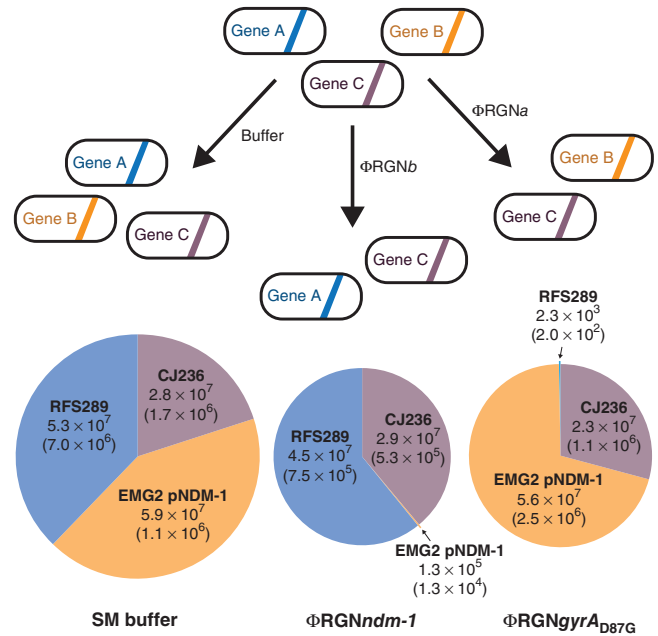 Gene A
Gene B
Gene C
Buffer
ΦRGNb
ΦRGNa
Gene A
Gene B
Gene C
Gene A
Gene C
Gene B
Gene C
RFS289
5.3 × 10⁷
(7.0 × 10⁶)
CJ236
2.8 × 10⁷
(1.7 × 10⁶)
EMG2 pNDM-1
5.9 × 10⁷
(1.1 × 10⁶)
SM buffer
RFS289
4.5 × 10⁷
(7.5 × 10⁵)
CJ236
2.9 × 10⁷
(5.3 × 10⁵)
EMG2 pNDM-1
1.3 × 10⁵
(1.3 × 10⁴)
ΦRGNndm-1
RFS289
2.3 × 10³
(2.0 × 10²)
CJ236
2.3 × 10⁷
(1.1 × 10⁶)
EMG2 pNDM-1
5.6 × 10⁷
(2.5 × 10⁶)
ΦRGNgyrA_D87G